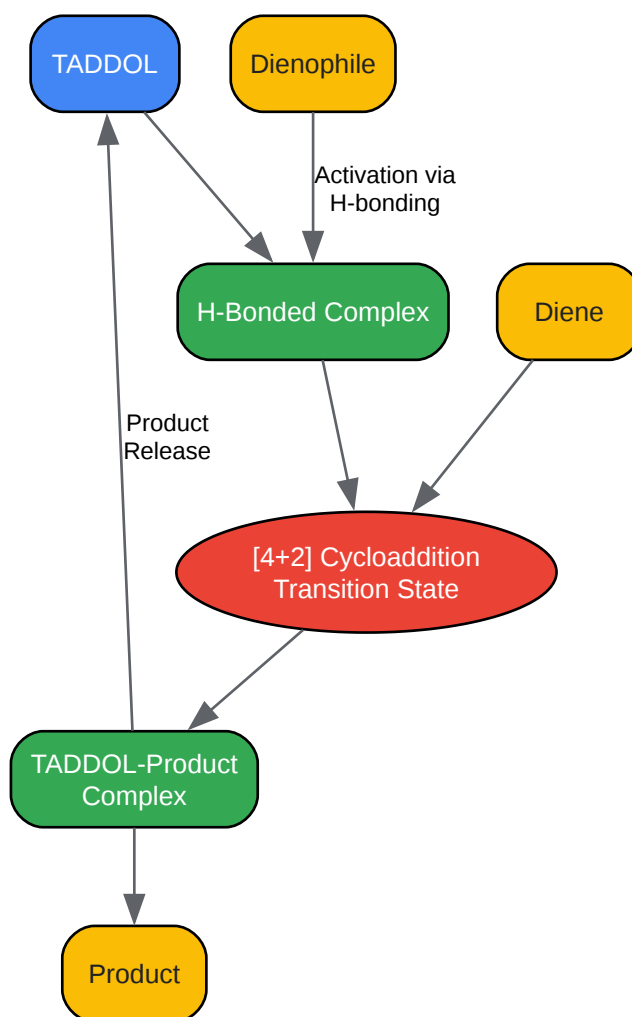 TADDOL
Dienophile
Activation via
H-bonding
H-Bonded Complex
Diene
Product
Release
[4+2] Cycloaddition
Transition State
TADDOL-Product
Complex
Product